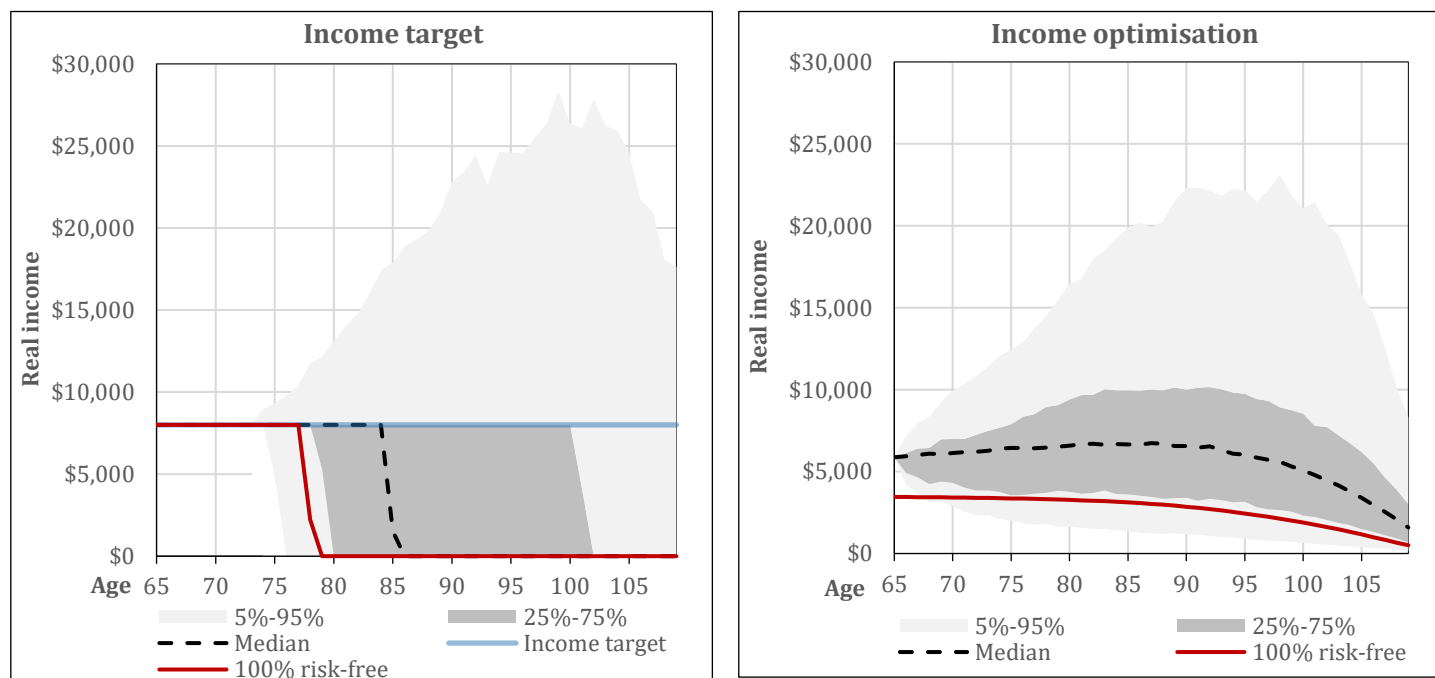 Income target
$30,000
$25,000
$20,000
$15,000
$10,000
$5,000
$0
Real income
Age
65 70 75 80 85 90 95 100 105
5%-95% 25%-75%
Median Income target
100% risk-free
Income optimisation
$30,000
$25,000
$20,000
$15,000
$10,000
$5,000
$0
Real income
Age
65 70 75 80 85 90 95 100 105
5%-95% 25%-75%
Median 100% risk-free